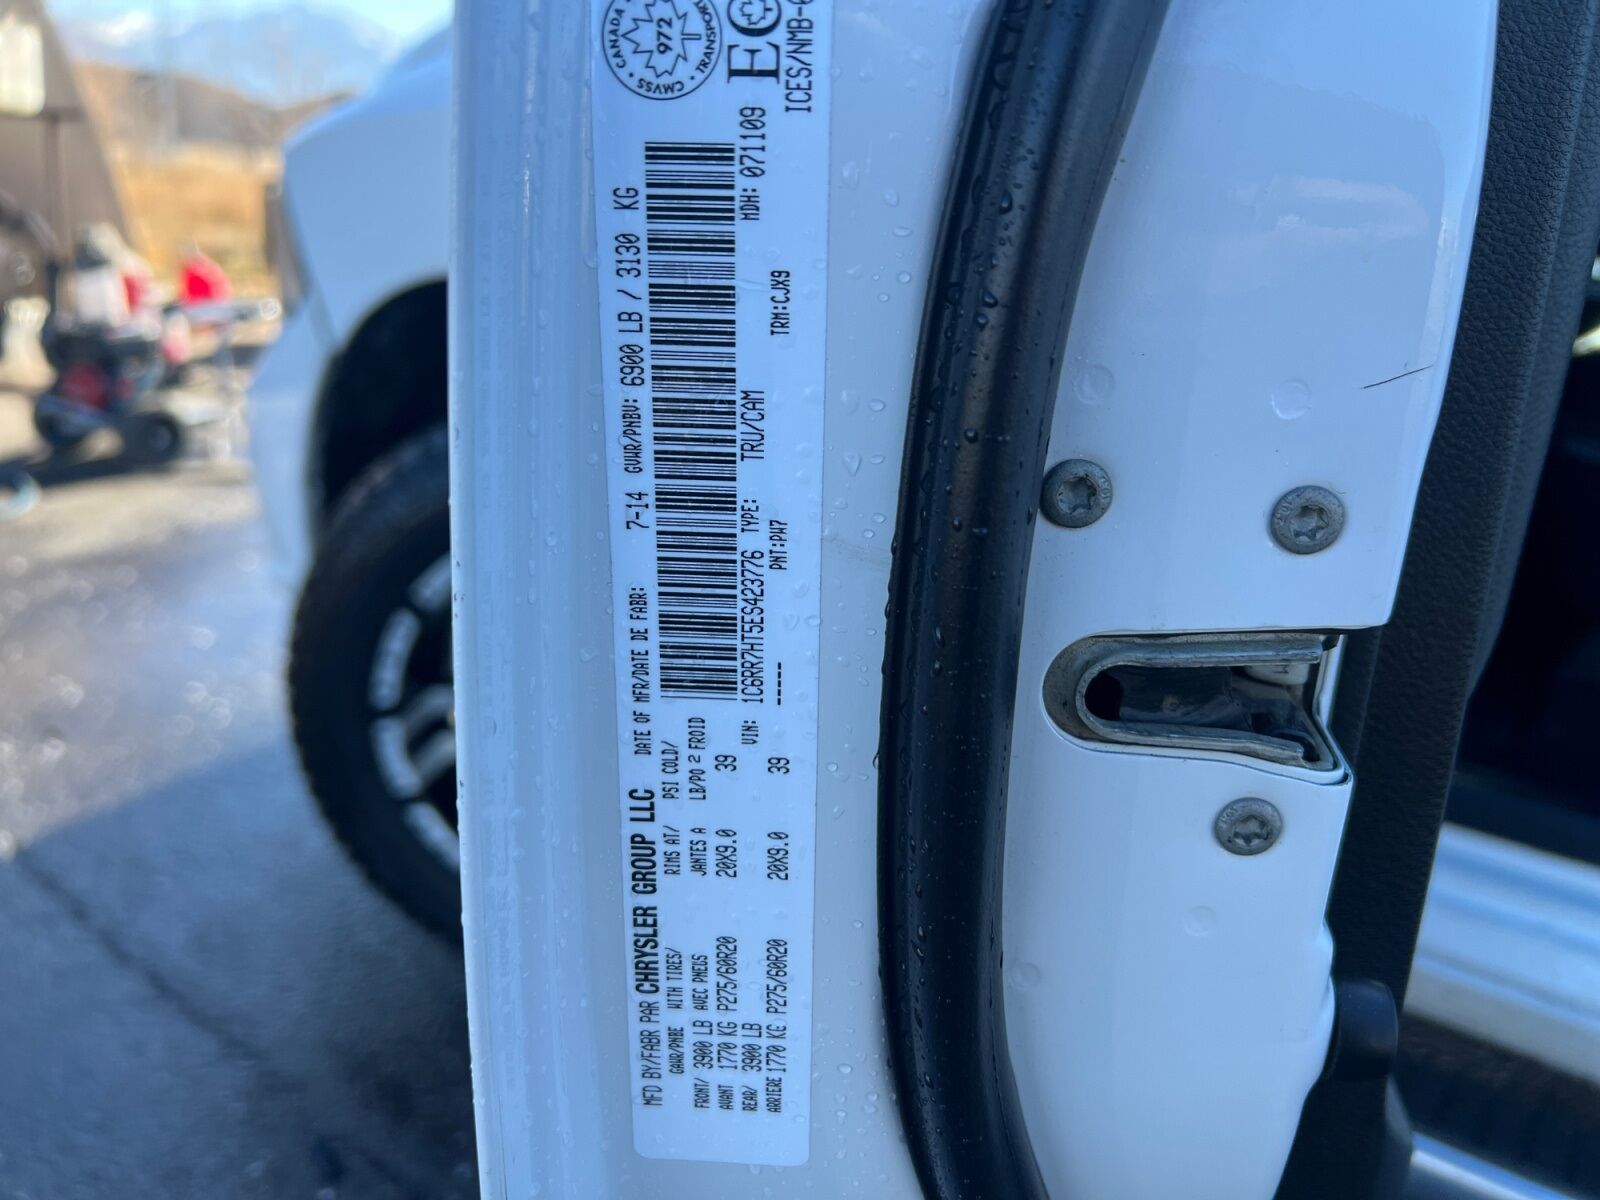 MFD BY/FABR PAR CHRYSLER GROUP LLC
DATE OF MFR/DATE DE FABR: 7-14 GVWR/PNBV: 6900 LB / 3130 KG
GAWR/PNBE WITH TIRES/ RIMS AT/ PSI COLD/
FRONT/ 3900 LB AVEC PNEUS JANTES A LB/PO2 FROID
AVANT 1770 KG P275/60R20 20X9.0 39
REAR/ 3900 LB
ARRIERE 1770 KG P275/60R20 20X9.0 39
VIN: 1C6RR7HT5ES423776 TYPE: TRU/CAM MDH: 071109
----- PNT:PW7 TRM:CJX9
CANADA
972
TRANSPORT
CMVSS
ICES/NMB-